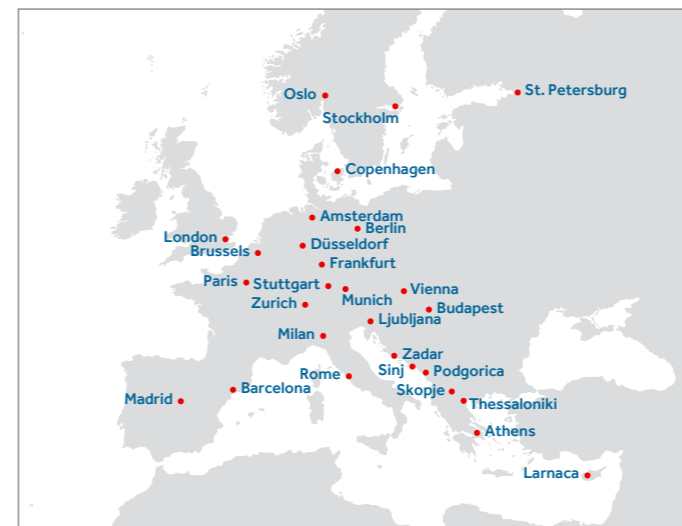 St. Petersburg
Oslo
Stockholm
Copenhagen
Amsterdam
Berlin
London
Düsseldorf
Brussels
Frankfurt
Paris
Stuttgart
Vienna
Munich
Zurich
Budapest
Ljubljana
Milan
Zadar
Sinj
Podgorica
Rome
Barcelona
Skopje
Madrid
Thessaloniki
Athens
Larnaca